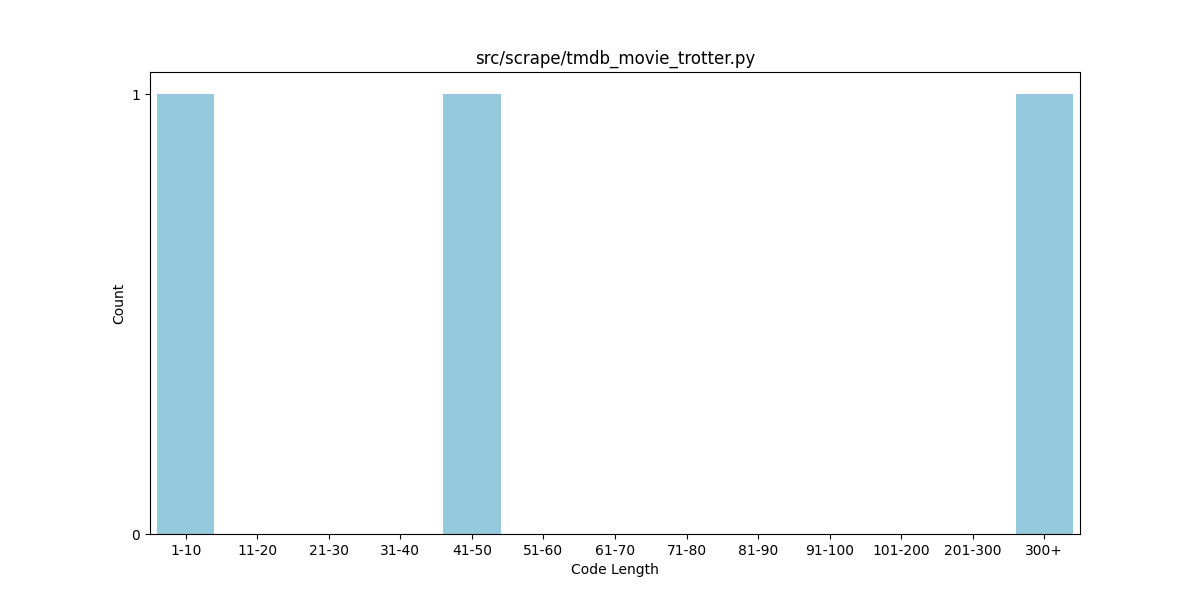 src/scrape/tmdb_movie_trotter.py
1
Count
0
1-10 11-20 21-30 31-40 41-50 51-60 61-70 71-80 81-90 91-100 101-200 201-300 300+
Code Length